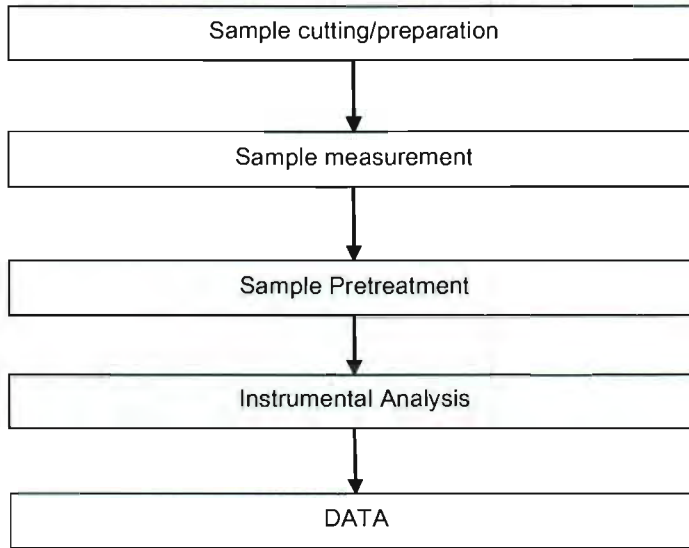 Sample cutting/preparation
Sample measurement
Sample Pretreatment
Instrumental Analysis
DATA